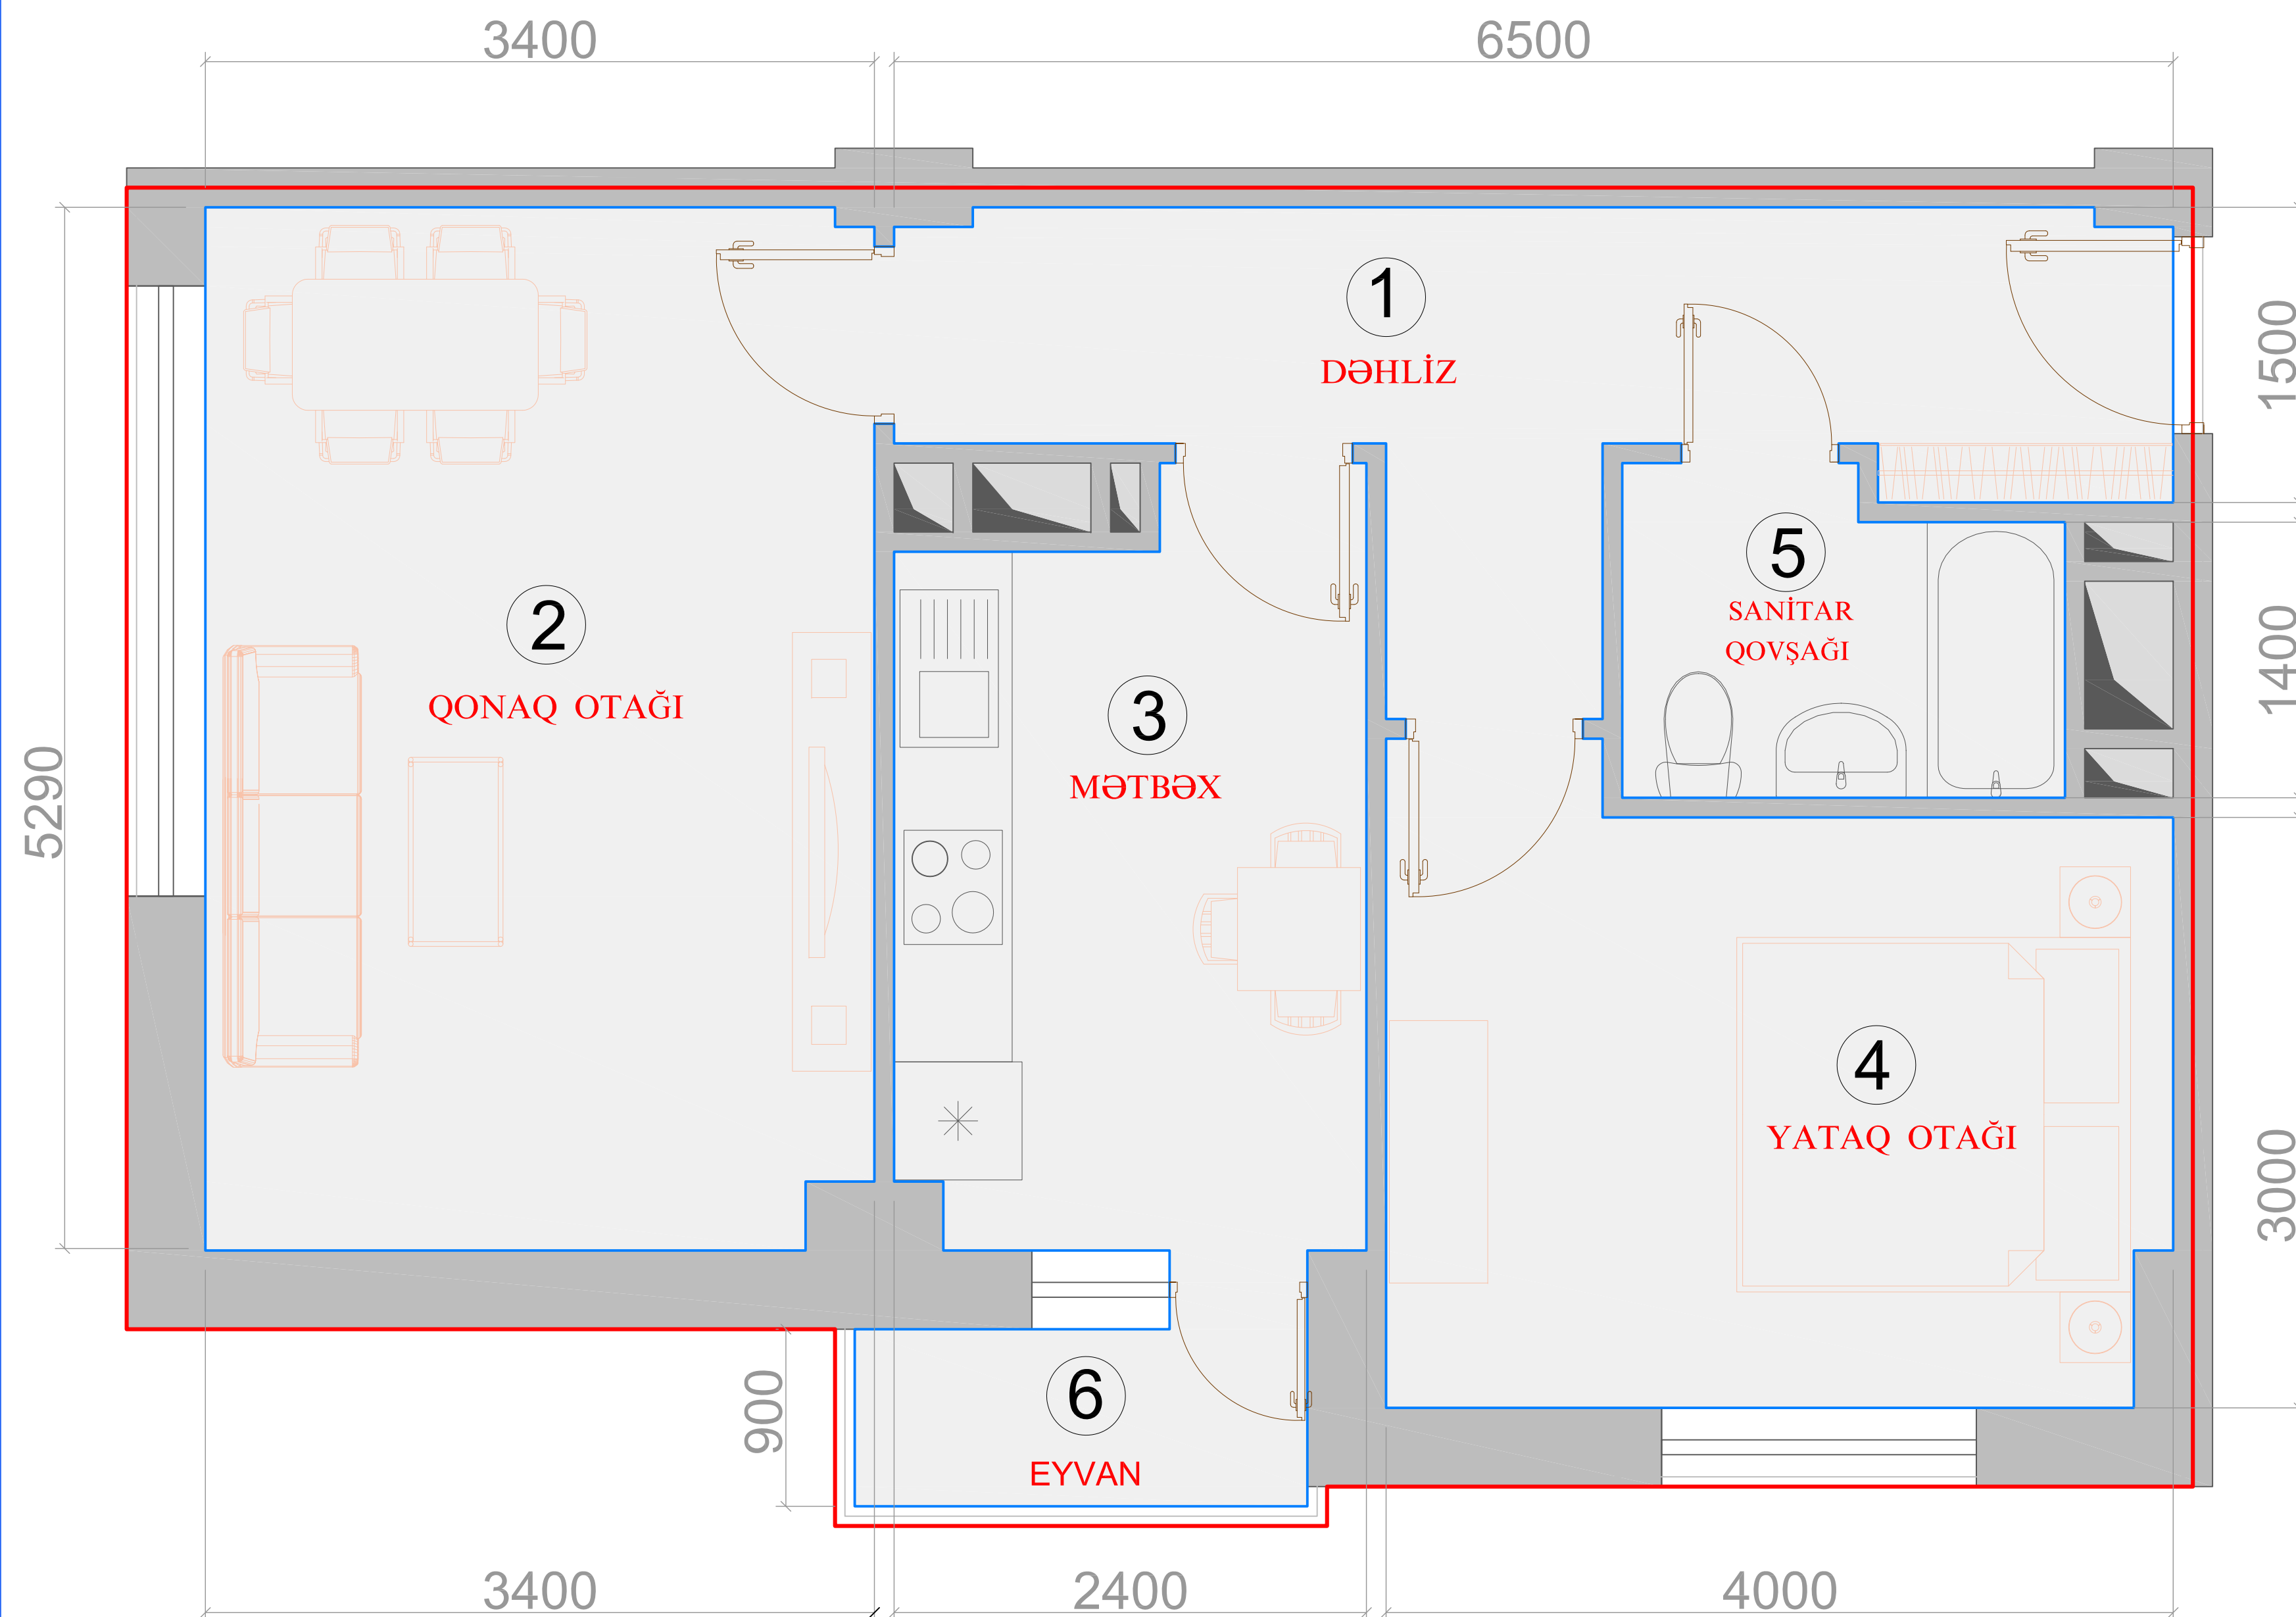 3400
6500
1
DƏHLİZ
1500
2
QONAQ OTAĞI
5
SANİTAR
QOVŞAĞI
1400
3
MƏTBƏX
5290
4
YATAQ OTAĞI
3000
6
EYVAN
900
3400
2400
4000